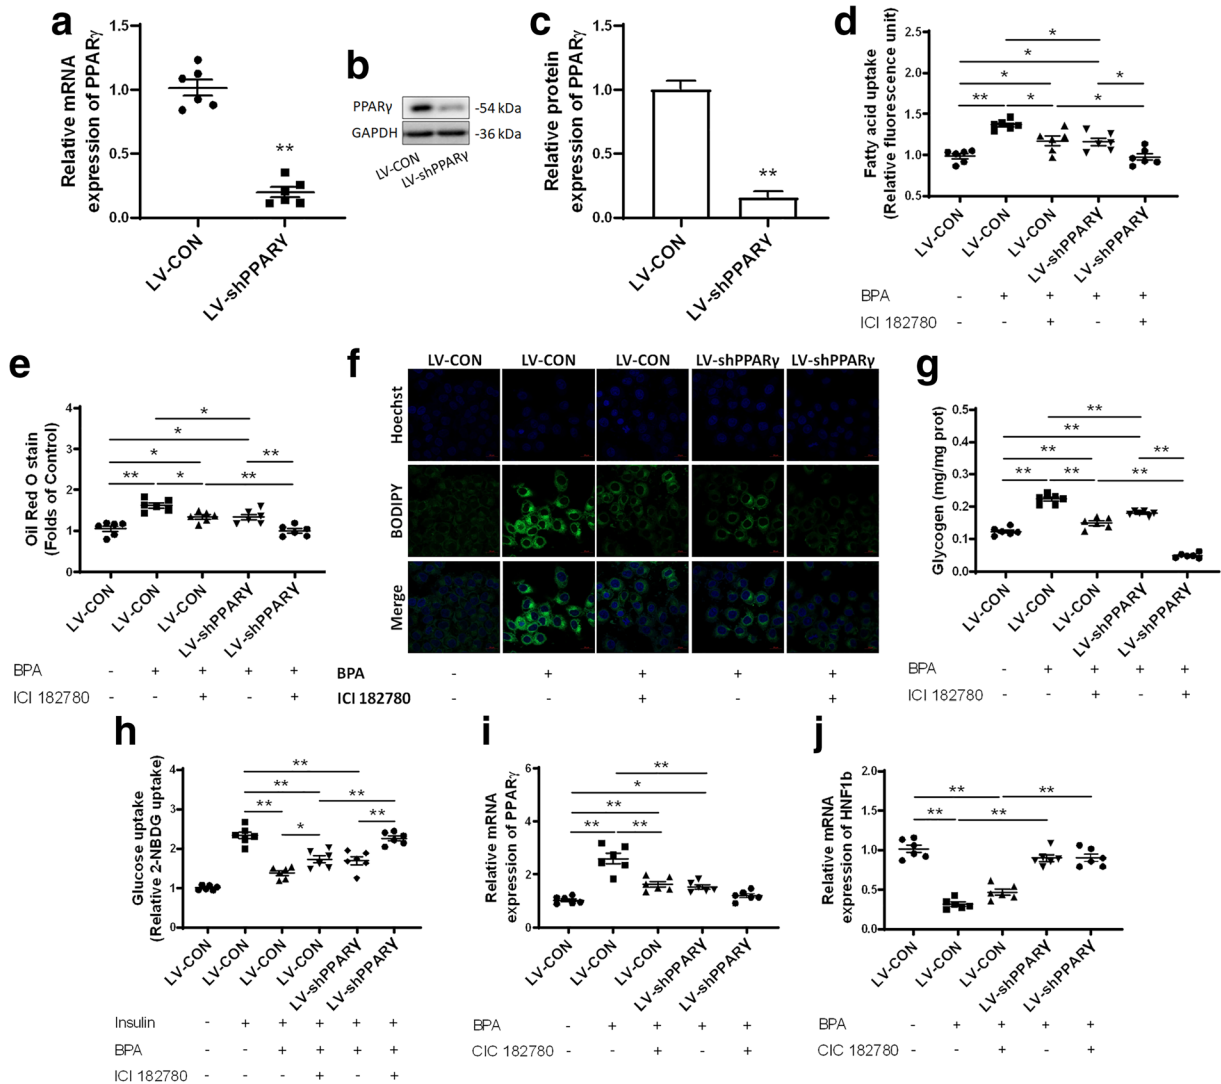 a
Relative mRNA
expression of PPARγ
1.5
1.0
0.5
0.0
**
LV-CON
LV-shPPARγ
b
PPARγ
-54 kDa
GAPDH
-36 kDa
LV-CON
LV-shPPARγ
c
Relative protein
expression of PPARγ
1.5
1.0
0.5
0.0
**
LV-CON
LV-shPPARγ
d
Fatty acid uptake
(Relative fluorescence unit)
2.5
2.0
1.5
1.0
0.5
*
*
* *
** * *
LV-CON LV-CON LV-CON LV-shPPARγ LV-shPPARγ
BPA - + + + +
ICI 182780 - - + - +
e
Oil Red O stain
(Folds of Control)
4
3
2
1
0
*
*
* **
** * **
LV-CON LV-CON LV-CON LV-shPPARγ LV-shPPARγ
BPA - + + + +
ICI 182780 - - + - +
f
LV-CON LV-CON LV-CON LV-shPPARγ LV-shPPARγ
Hoechst
BODIPY
Merge
BPA - + + + +
ICI 182780 - - + - +
g
Glycogen (mg/mg prot)
0.5
0.4
0.3
0.2
0.1
0.0
**
**
** **
** ** **
LV-CON LV-CON LV-CON LV-shPPARγ LV-shPPARγ
BPA - + + + +
ICI 182780 - - + - +
h
Glucose uptake
(Relative 2-NBDG uptake)
4
3
2
1
0
**
** **
** **
*
LV-CON LV-CON LV-CON LV-CON LV-shPPARγ LV-shPPARγ
Insulin - + + + + +
BPA - - + + + +
ICI 182780 - - - + - +
i
Relative mRNA
expression of PPARγ
6
4
2
0
**
*
**
** **
LV-CON LV-CON LV-CON LV-shPPARγ LV-shPPARγ
BPA - + + + +
CIC 182780 - - + - +
j
Relative mRNA
expression of HNF1b
2.0
1.5
1.0
0.5
0.0
** **
** **
LV-CON LV-CON LV-CON LV-shPPARγ LV-shPPARγ
BPA - + + + +
CIC 182780 - - + - +